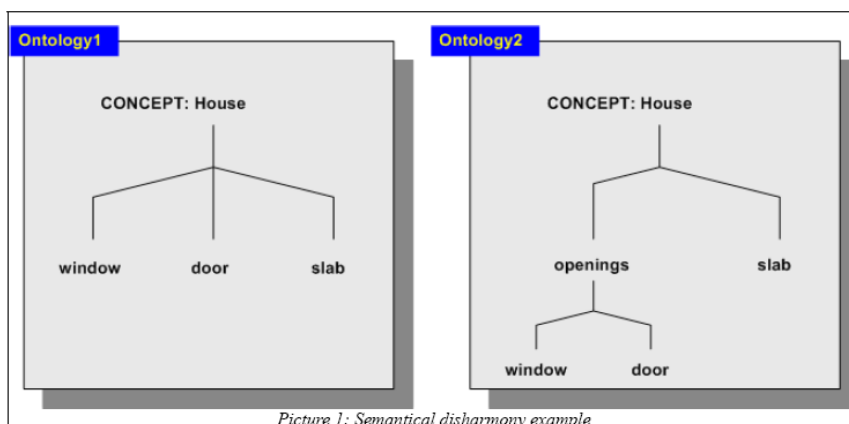 Ontology1
CONCEPT: House
window door slab
Ontology2
CONCEPT: House
openings slab
window door
Picture 1: Semantical disharmony example